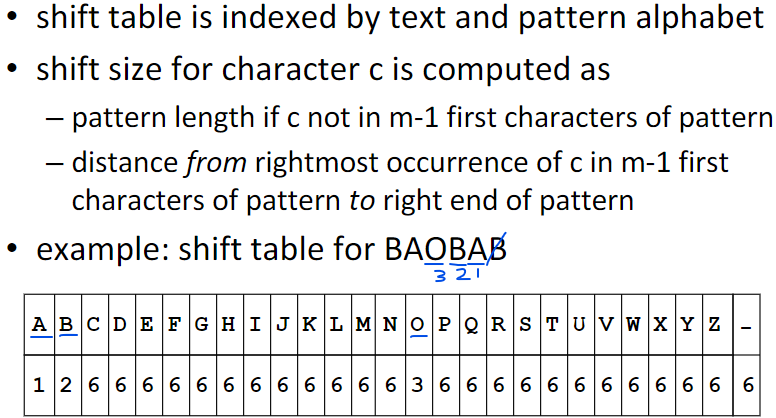 • shift table is indexed by text and pattern alphabet
• shift size for character c is computed as
– pattern length if c not in m-1 first characters of pattern
– distance from rightmost occurrence of c in m-1 first
characters of pattern to right end of pattern
• example: shift table for BAOBAB
3 2 1
A B C D E F G H I J K L M N O P Q R S T U V W X Y Z _
1 2 6 6 6 6 6 6 6 6 6 6 6 6 3 6 6 6 6 6 6 6 6 6 6 6 6